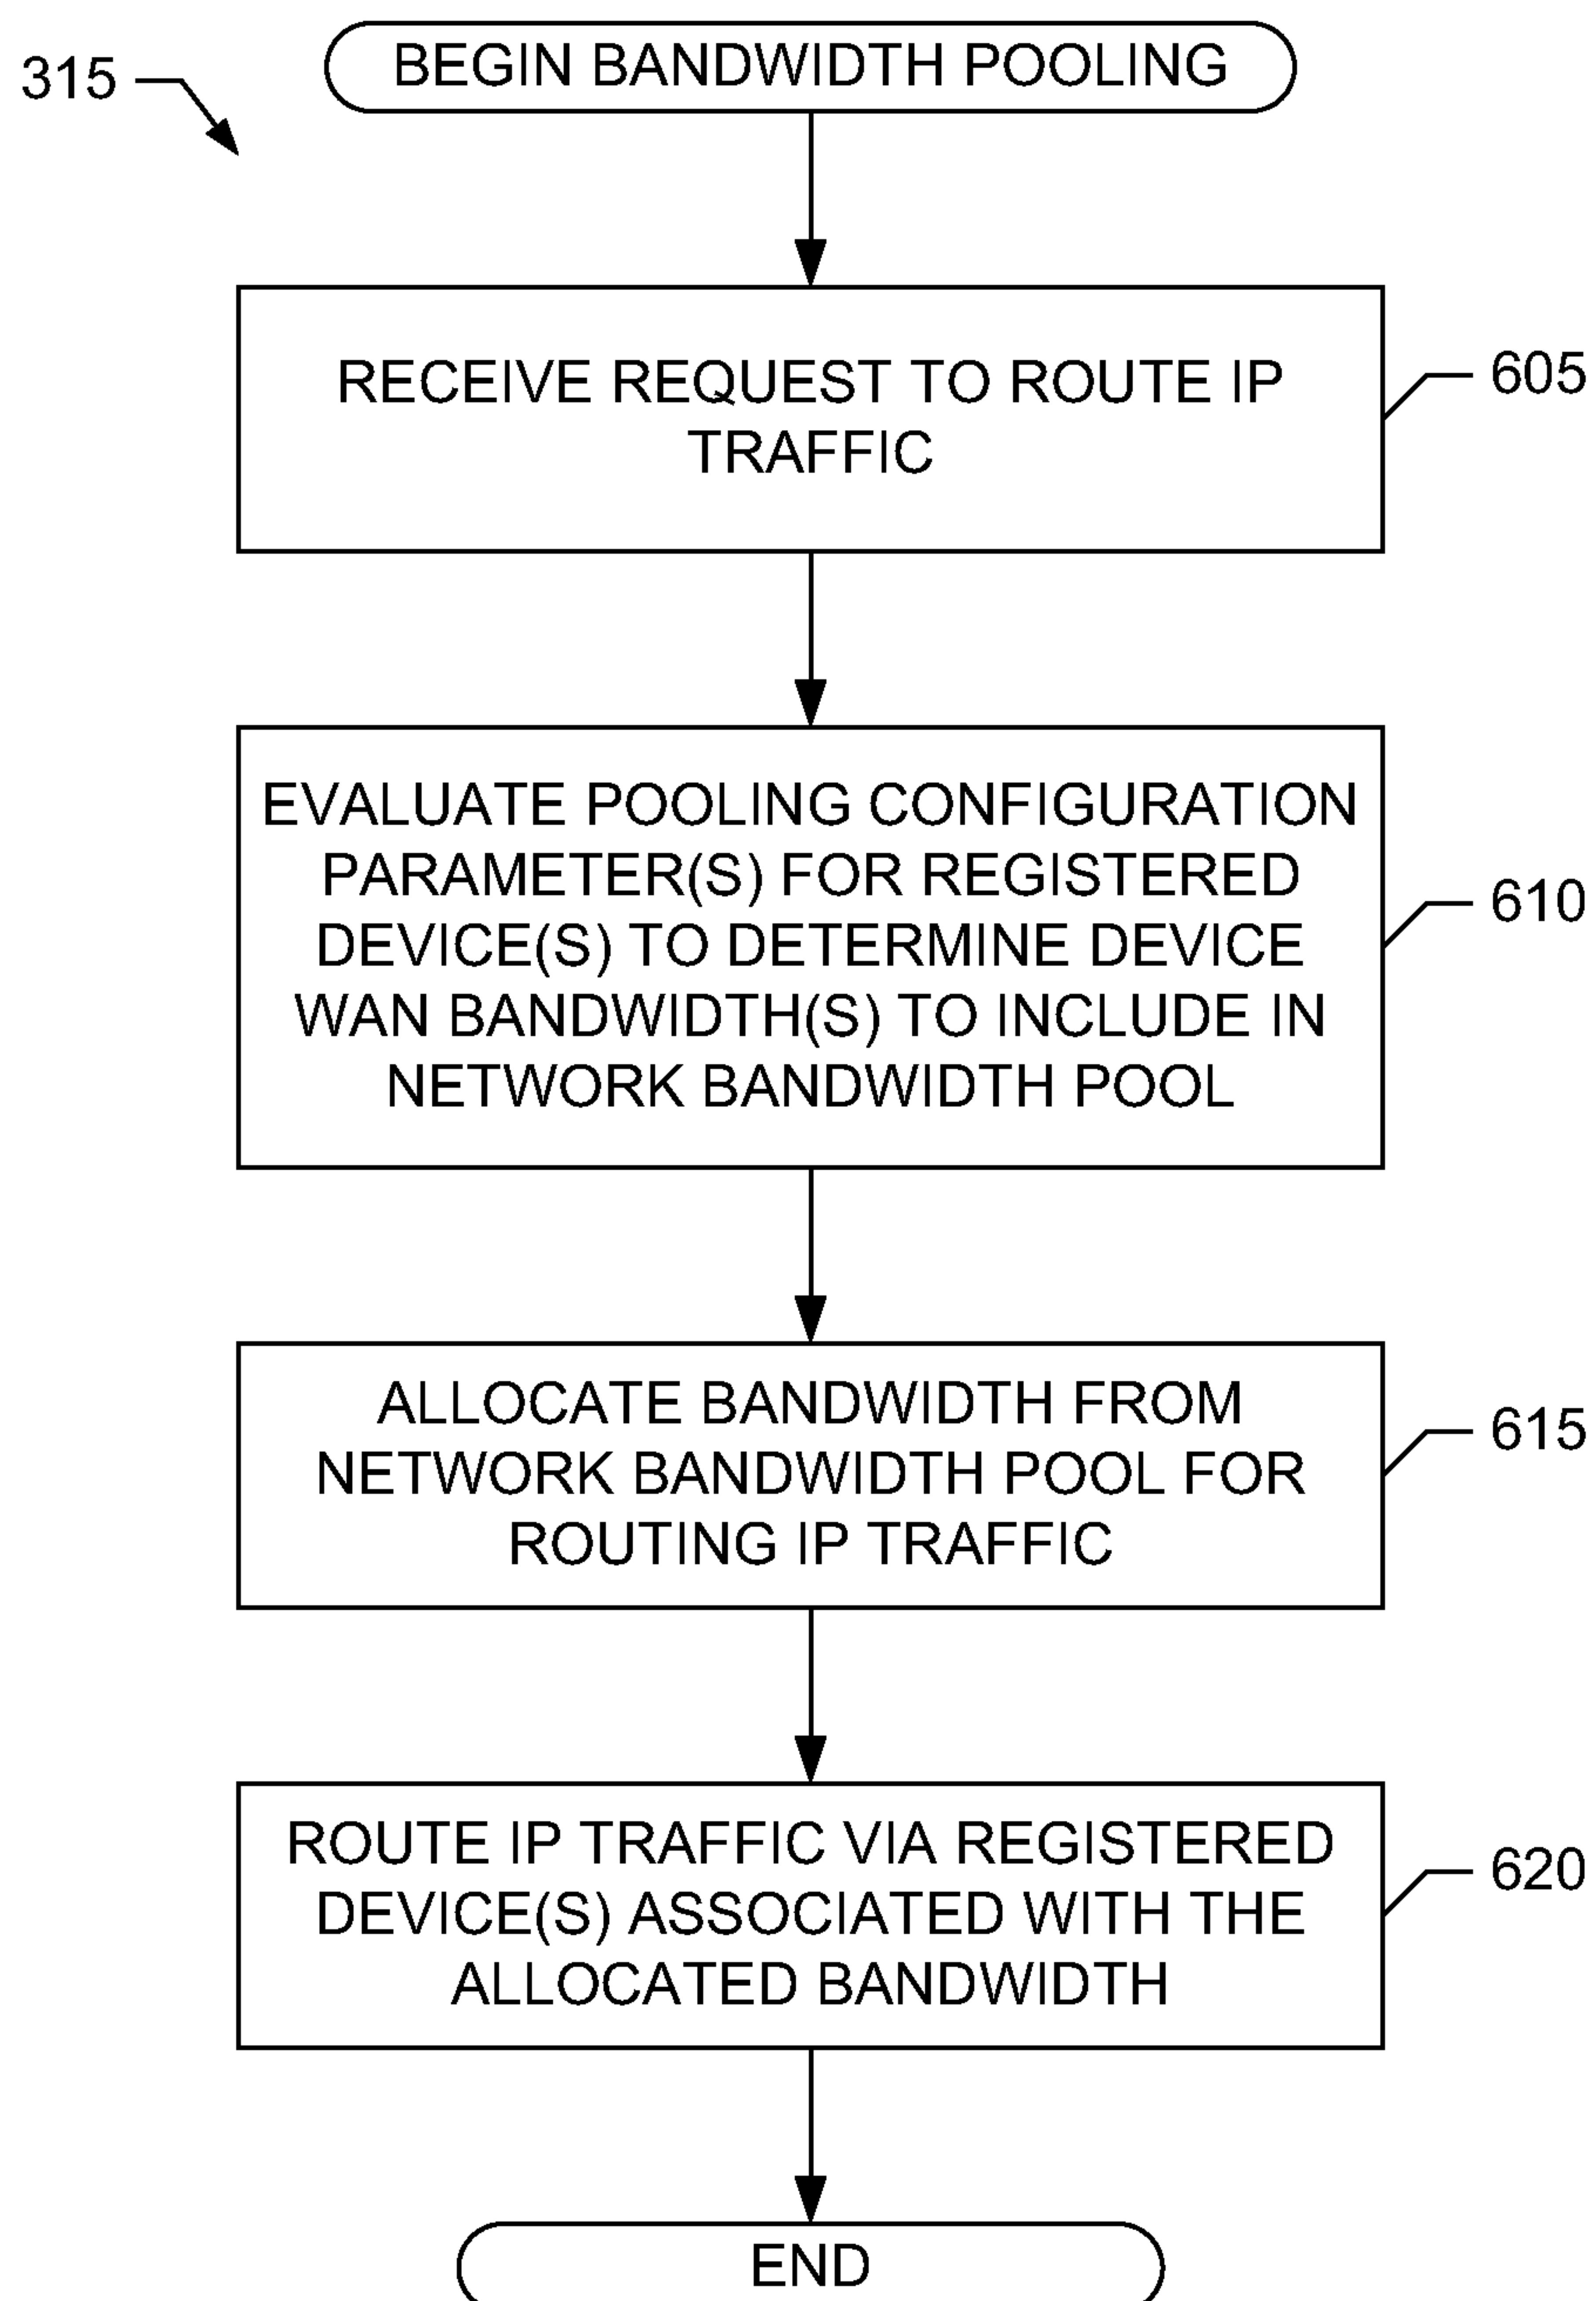 315
BEGIN BANDWIDTH POOLING
RECEIVE REQUEST TO ROUTE IP
TRAFFIC
605
EVALUATE POOLING CONFIGURATION
PARAMETER(S) FOR REGISTERED
DEVICE(S) TO DETERMINE DEVICE
WAN BANDWIDTH(S) TO INCLUDE IN
NETWORK BANDWIDTH POOL
610
ALLOCATE BANDWIDTH FROM
NETWORK BANDWIDTH POOL FOR
ROUTING IP TRAFFIC
615
ROUTE IP TRAFFIC VIA REGISTERED
DEVICE(S) ASSOCIATED WITH THE
ALLOCATED BANDWIDTH
620
END